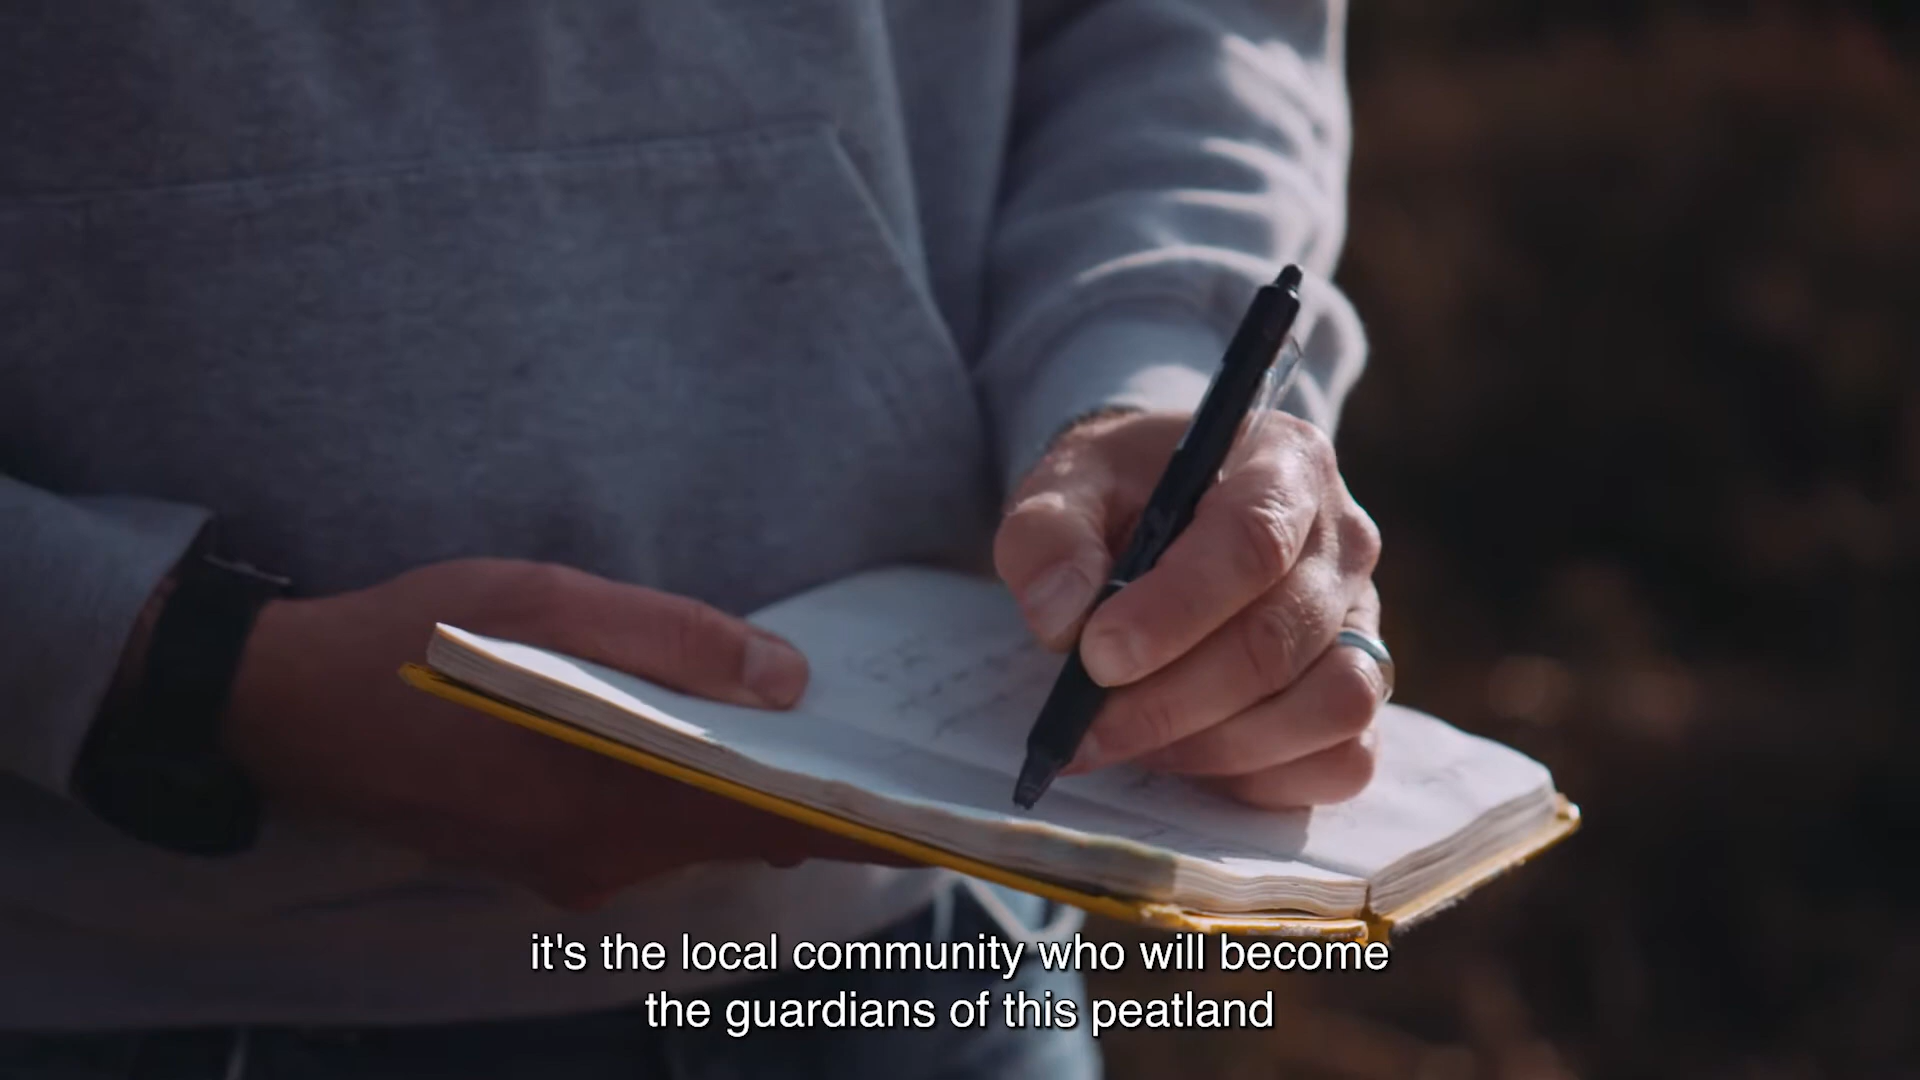 it's the local community who will become
the guardians of this peatland